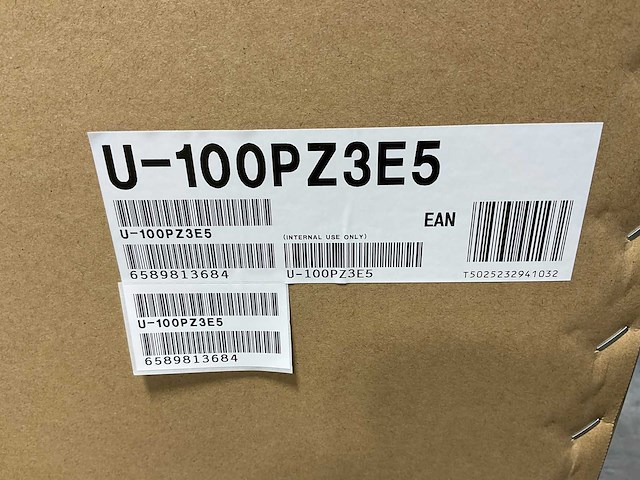 U-100PZ3E5
U-100PZ3E5
6589813684
(INTERNAL USE ONLY)
U-100PZ3E5
EAN
T5025232941032
U-100PZ3E5
6589813684